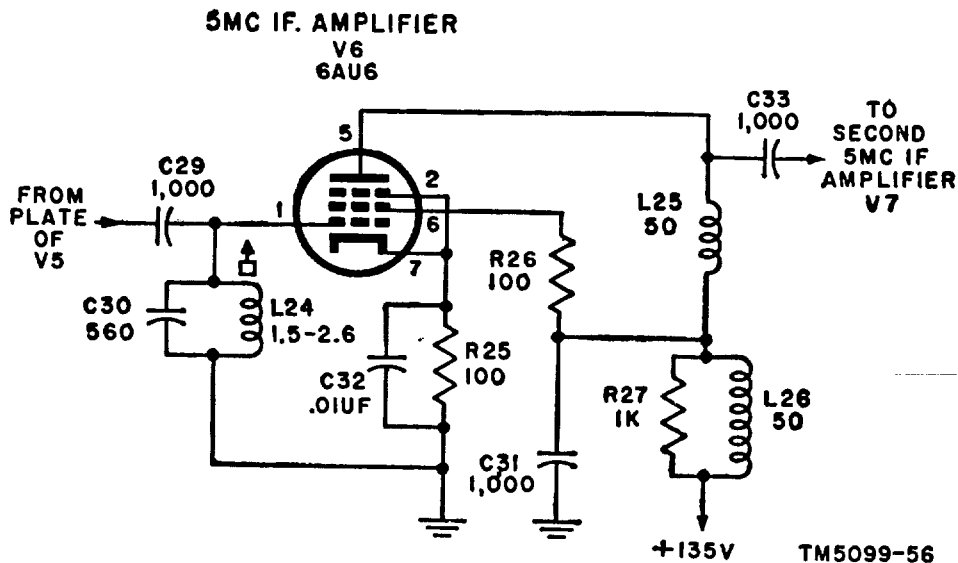 5MC IF. AMPLIFIER
V6
6AU6
C33
1,000
TO
SECOND
5MC IF
AMPLIFIER
V7
5
C29
1,000
2
FROM
PLATE
OF
V5
1
6
L25
50
7
R26
100
C30
560
L24
1.5-2.6
R25
100
C32
.01UF
R27
1K
L26
50
C31
1,000
+135V
TM5099-56